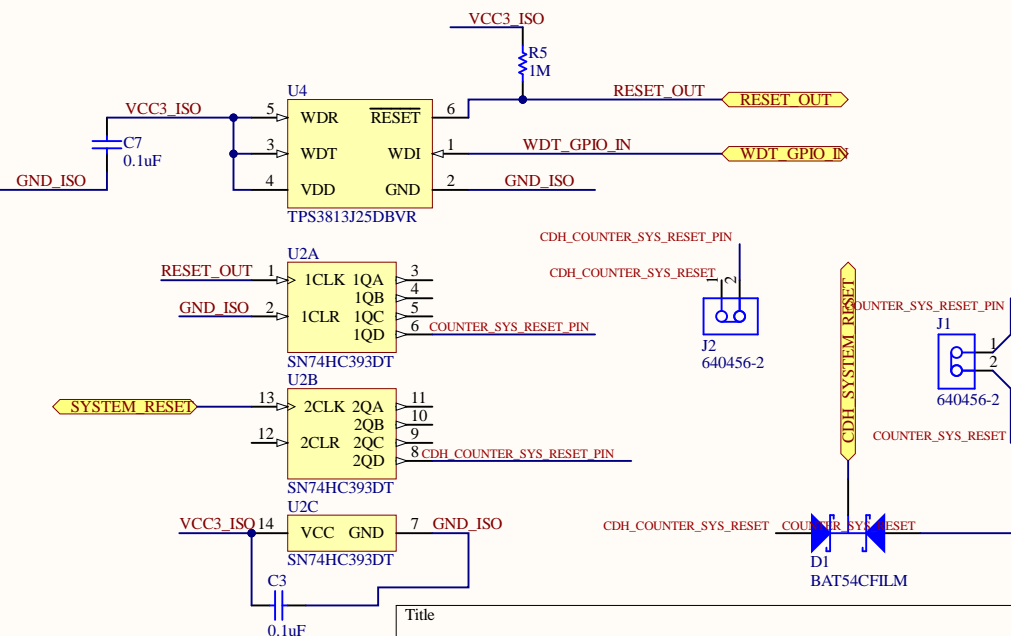 VCC3_ISO
R5
1M
U4
VCC3_ISO
5
WDR
RESET
6
RESET_OUT
RESET_OUT
C7
0.1uF
3
WDT
WDI
1
WDT_GPIO_IN
WDT_GPIO_IN
GND_ISO
4
VDD
GND
2
GND_ISO
TPS3813J25DBVR
U2A
RESET_OUT
1
1CLK
1QA
3
1QB
4
GND_ISO
2
1CLR
1QC
5
1QD
6
COUNTER_SYS_RESET_PIN
SN74HC393DT
CDH_COUNTER_SYS_RESET_PIN
CDH_COUNTER_SYS_RESET
1
2
J2
640456-2
CDH_SYSTEM_RESET
COUNTER_SYS_RESET_PIN
J1
1
2
640456-2
COUNTER_SYS_RESET
U2B
SYSTEM_RESET
13
2CLK
2QA
11
2QB
10
12
2CLR
2QC
9
2QD
8
CDH_COUNTER_SYS_RESET_PIN
SN74HC393DT
U2C
VCC3_ISO
14
VCC
GND
7
GND_ISO
SN74HC393DT
CDH_COUNTER_SYS_RESET
COUNTER_SYS_RESET
D1
BAT54CFILM
C3
0.1uF
Title